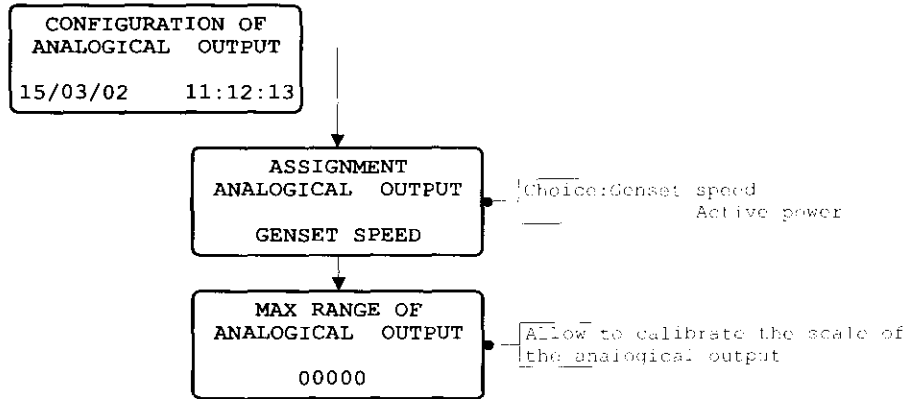 CONFIGURATION OF
ANALOGICAL OUTPUT
15/03/02 11:12:13
ASSIGNMENT
ANALOGICAL OUTPUT
GENSET SPEED
Choice:Genset speed
Active power
MAX RANGE OF
ANALOGICAL OUTPUT
00000
Allow to calibrate the scale of
the analogical output